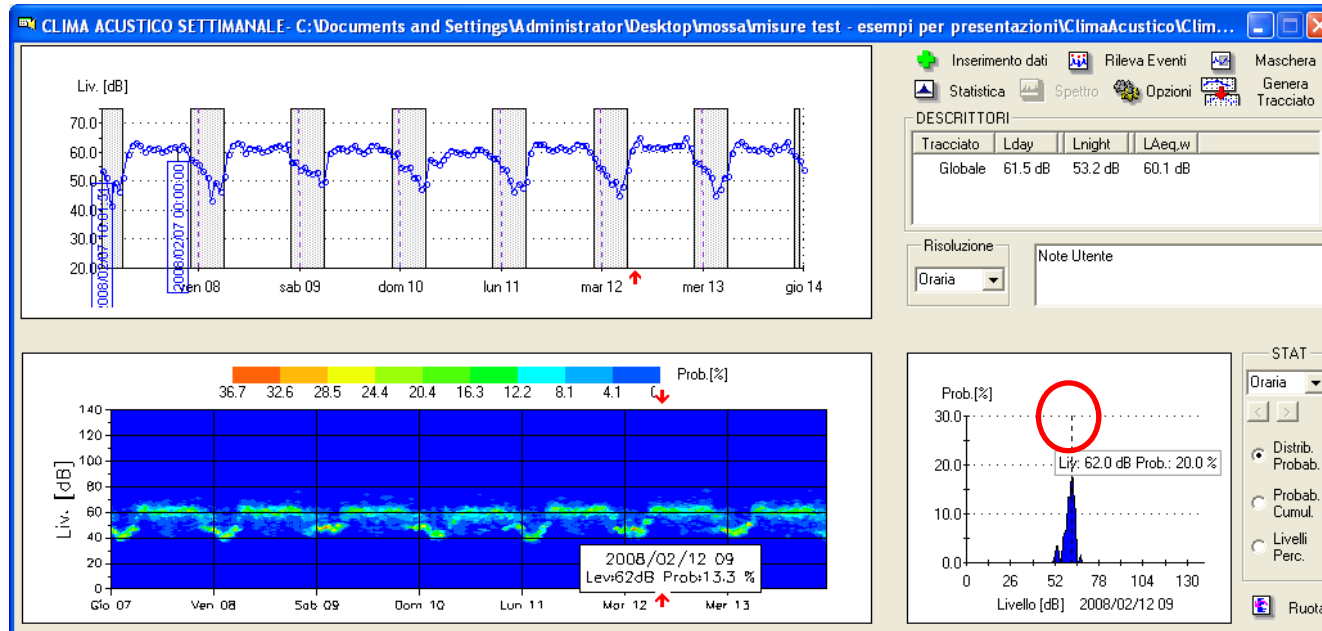 CLIMA ACUSTICO SETTIMANALE- C:\Documents and Settings\Administrator\Desktop\mossa\misure test - esempi per presentazioni\ClimaAcustico\Clim...
Liv. [dB]
70.0
60.0
50.0
40.0
30.0
20.0
2008/02/07 00:00:00
ven 08
sab 09
dom 10
lun 11
mar 12
mer 13
gio 14
Inserimento dati
Rileva Eventi
Maschera
Statistica
Spettro
Opzioni
Genera
Tracciato
DESCRITTORI
Tracciato Lday Lnight LAeq,w
Globale 61.5 dB 53.2 dB 60.1 dB
Risoluzione
Oraria
Note Utente
Prob.[%]
36.7 32.6 28.5 24.4 20.4 16.3 12.2 8.1 4.1
Liv. [dB]
140
120
100
80
60
40
20
0
2008/02/12 09
Lev:62dB Prob:13.3 %
Gio 07 Ven 08 Sab 09 Dom 10 Lun 11 Mar 12 Mer 13
Prob.[%]
30.0
20.0
10.0
0.0
Liv: 62.0 dB Prob.: 20.0 %
0 26 52 78 104 130
Livello [dB] 2008/02/12 09
STAT
Oraria
< >
Distrib.
Probab.
Probab.
Cumul.
Livelli
Perc.
Ruota